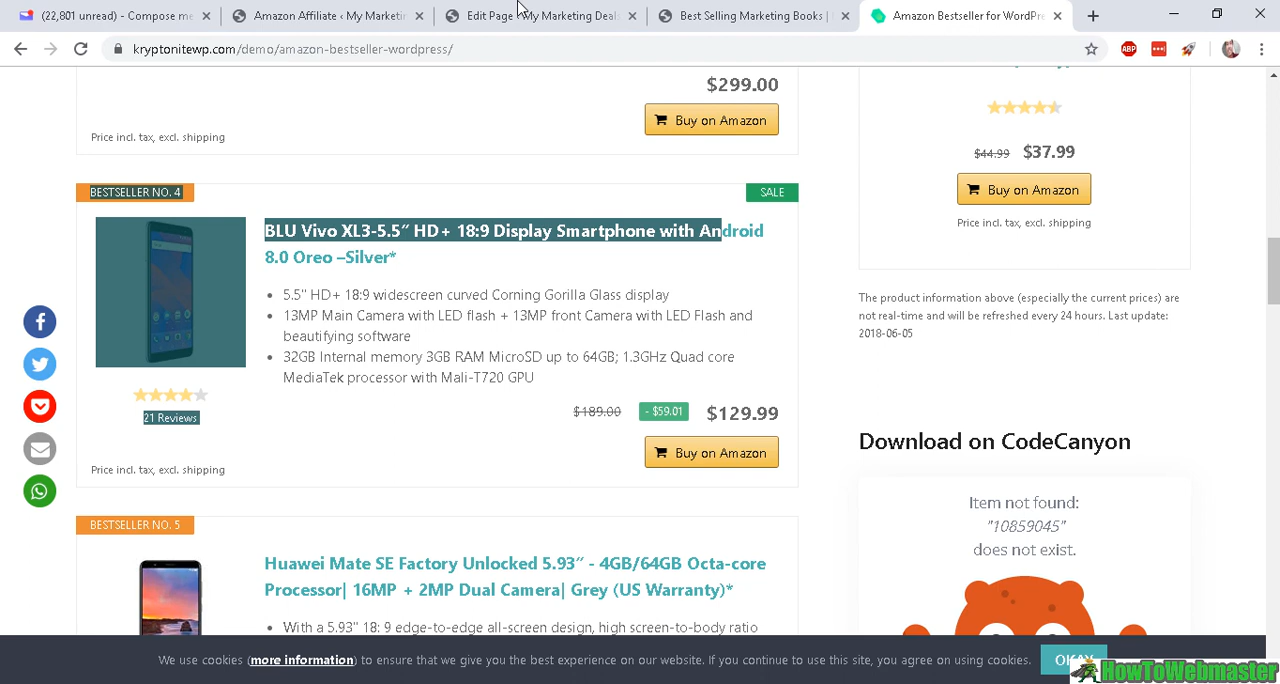 (22,801 unread) - Compose me
Amazon Affiliate ‹ My Marketin
Edit Page ‹ My Marketing Deals
Best Selling Marketing Books |
Amazon Bestseller for WordPre
kryptonitewp.com/demo/amazon-bestseller-wordpress/
ABP
$299.00
Buy on Amazon
Price incl. tax, excl. shipping
BESTSELLER NO. 4
SALE
5.5" HD+ 18:9 Display Smartphone with Android
8.0 Oreo –Silver*
5.5" HD+ 18:9 widescreen curved Corning Gorilla Glass display
13MP Main Camera with LED flash + 13MP front Camera with LED Flash and
beautifying software
32GB Internal memory 3GB RAM MicroSD up to 64GB; 1.3GHz Quad core
MediaTek processor with Mali-T720 GPU
21 Reviews
$189.00 - $59.01 $129.99
Buy on Amazon
Price incl. tax, excl. shipping
BESTSELLER NO. 5
Huawei Mate SE Factory Unlocked 5.93″ - 4GB/64GB Octa-core
Processor| 16MP + 2MP Dual Camera| Grey (US Warranty)*
With a 5.93" 18: 9 edge-to-edge all-screen design, high screen-to-body ratio
$44.99 $37.99
Buy on Amazon
Price incl. tax, excl. shipping
The product information above (especially the current prices) are
not real-time and will be refreshed every 24 hours. Last update:
2018-06-05
Download on CodeCanyon
Item not found:
"10859045"
does not exist.
We use cookies (more information) to ensure that we give you the best experience on our website. If you continue to use this site, you agree on using cookies.
OKAY
HowToWebmaster